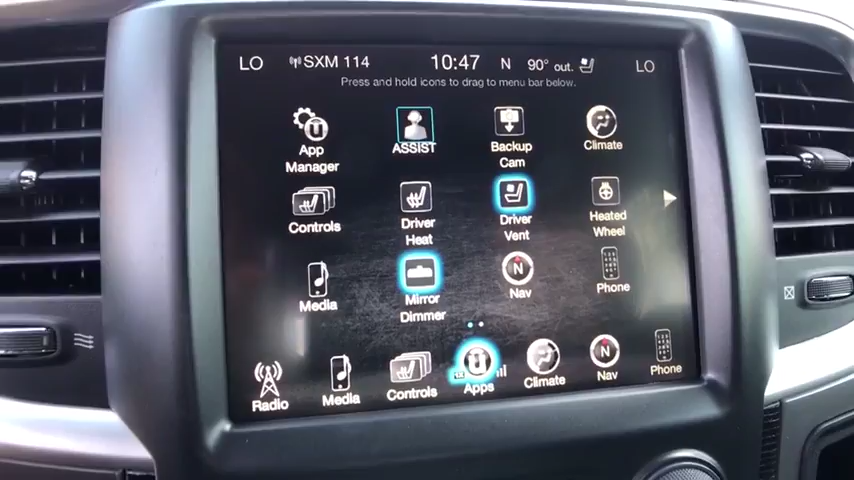 LO SXM 114 10:47 N 90° out. LO
Press and hold icons to drag to menu bar below.
App Manager
ASSIST
Backup Cam
Climate
Controls
Driver Heat
Driver Vent
Heated Wheel
Media
Mirror Dimmer
Nav
Phone
Radio
Media
Controls
Apps
Climate
Nav
Phone